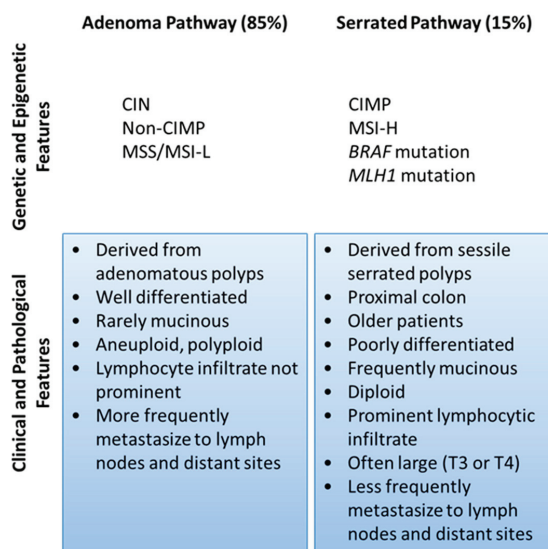 Adenoma Pathway (85%)
Serrated Pathway (15%)
Genetic and Epigenetic
Features
CIN
Non-CIMP
MSS/MSI-L
CIMP
MSI-H
BRAF mutation
MLH1 mutation
Clinical and Pathological
Features
• Derived from
adenomatous polyps
• Well differentiated
• Rarely mucinous
• Aneuploid, polyploid
• Lymphocyte infiltrate not
prominent
• More frequently
metastasize to lymph
nodes and distant sites
• Derived from sessile
serrated polyps
• Proximal colon
• Older patients
• Poorly differentiated
• Frequently mucinous
• Diploid
• Prominent lymphocytic
infiltrate
• Often large (T3 or T4)
• Less frequently
metastasize to lymph
nodes and distant sites